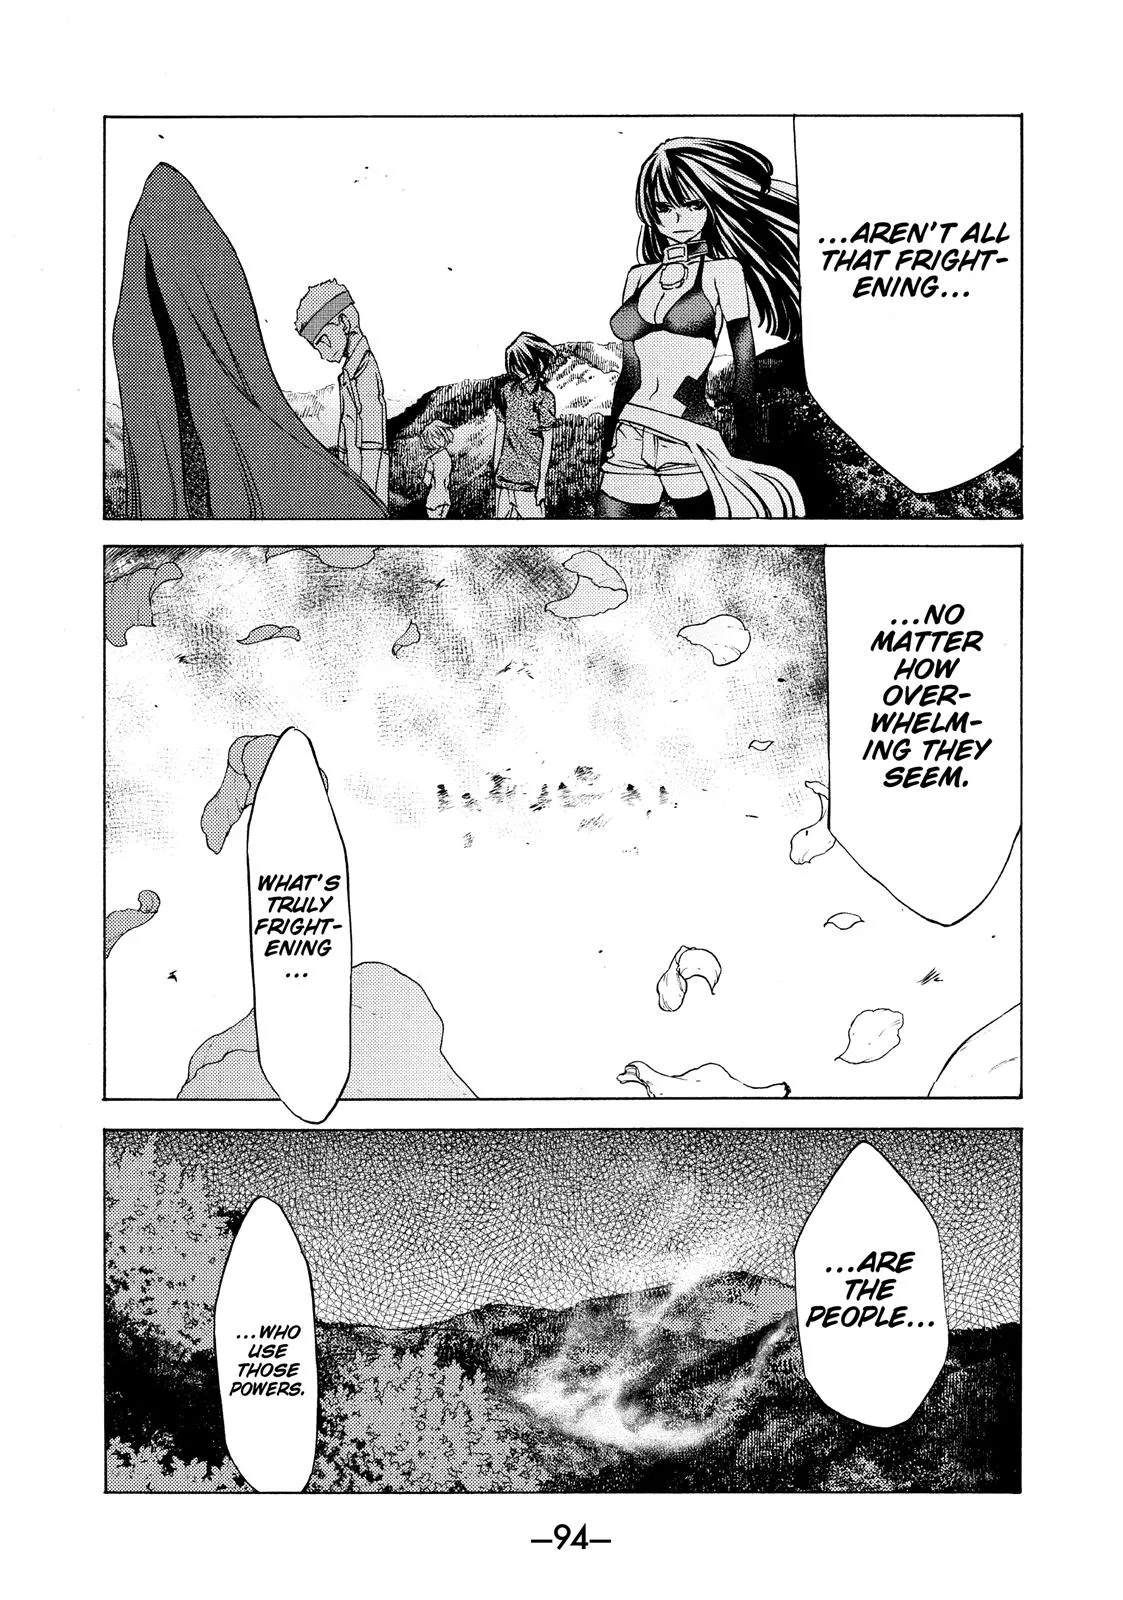 ...AREN'T ALL
THAT FRIGHT-
ENING...
...NO
MATTER
HOW
OVER-
WHELM-
ING THEY
SEEM.
WHAT'S
TRULY
FRIGHT-
ENING
...
...ARE
THE
PEOPLE...
...WHO
USE
THOSE
POWERS.
—94—